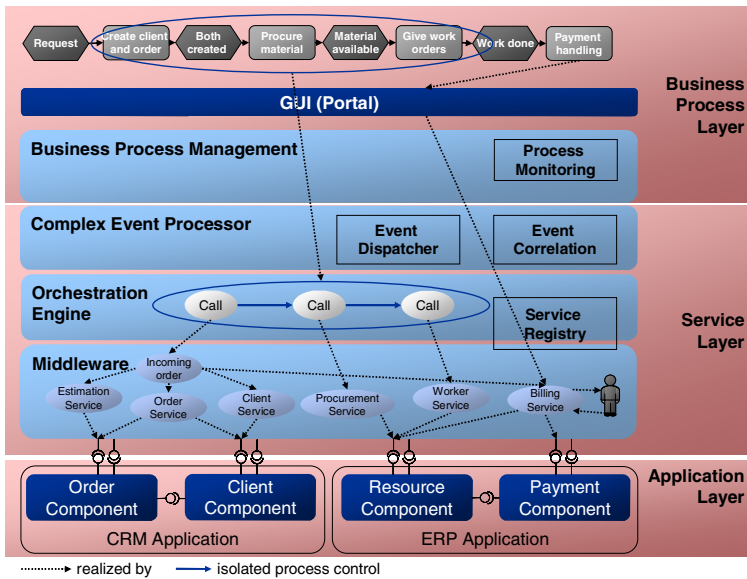 Request
Create client
and order
Both
created
Procure
material
Material
available
Give work
orders
Work done
Payment
handling
Business
Process
Layer
GUI (Portal)
Business Process Management
Process
Monitoring
Complex Event Processor
Event
Dispatcher
Event
Correlation
Orchestration
Engine
Call
Call
Call
Service
Registry
Service
Layer
Middleware
Incoming
order
Estimation
Service
Order
Service
Client
Service
Procurement
Service
Worker
Service
Billing
Service
Order
Component
Client
Component
Resource
Component
Payment
Component
Application
Layer
CRM Application
ERP Application
realized by
isolated process control